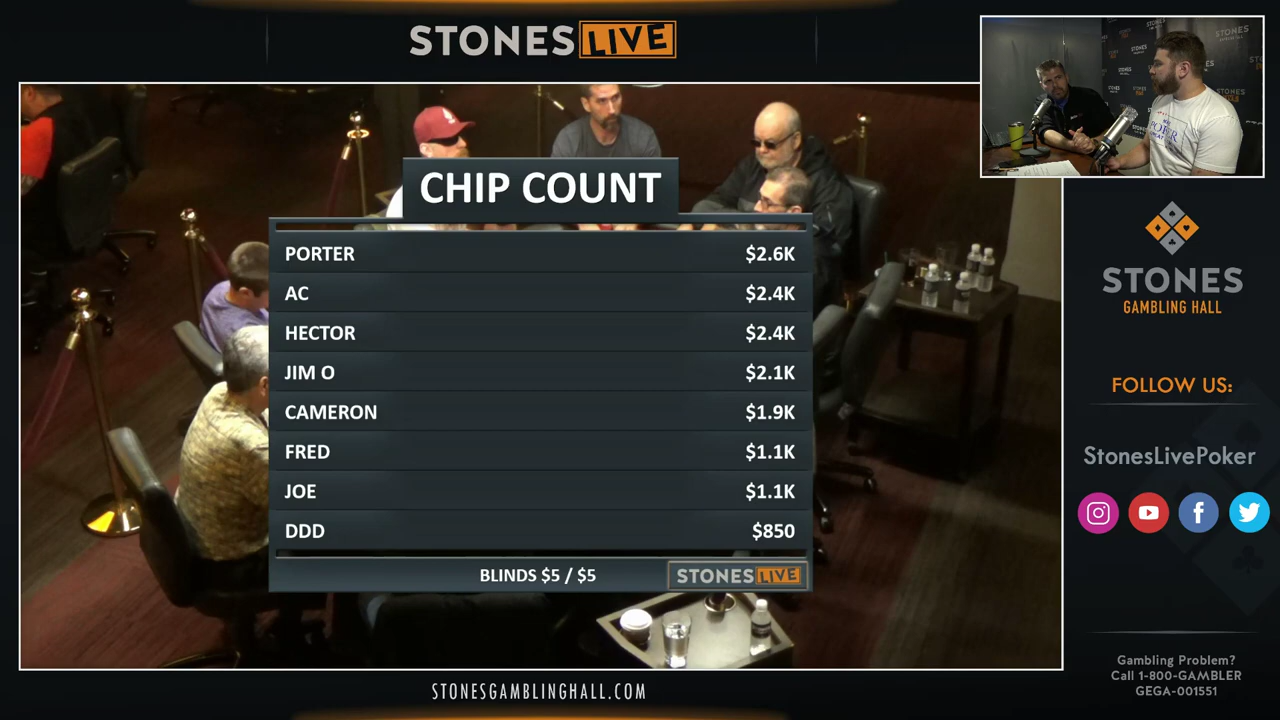 STONES LIVE
CHIP COUNT
PORTER $2.6K
AC $2.4K
HECTOR $2.4K
JIM O $2.1K
CAMERON $1.9K
FRED $1.1K
JOE $1.1K
DDD $850
BLINDS $5 / $5
STONES LIVE
STONESGAMBLINGHALL.COM
STONES
GAMBLING HALL
FOLLOW US:
StonesLivePoker
Gambling Problem?
Call 1-800-GAMBLER
GEGA-001551